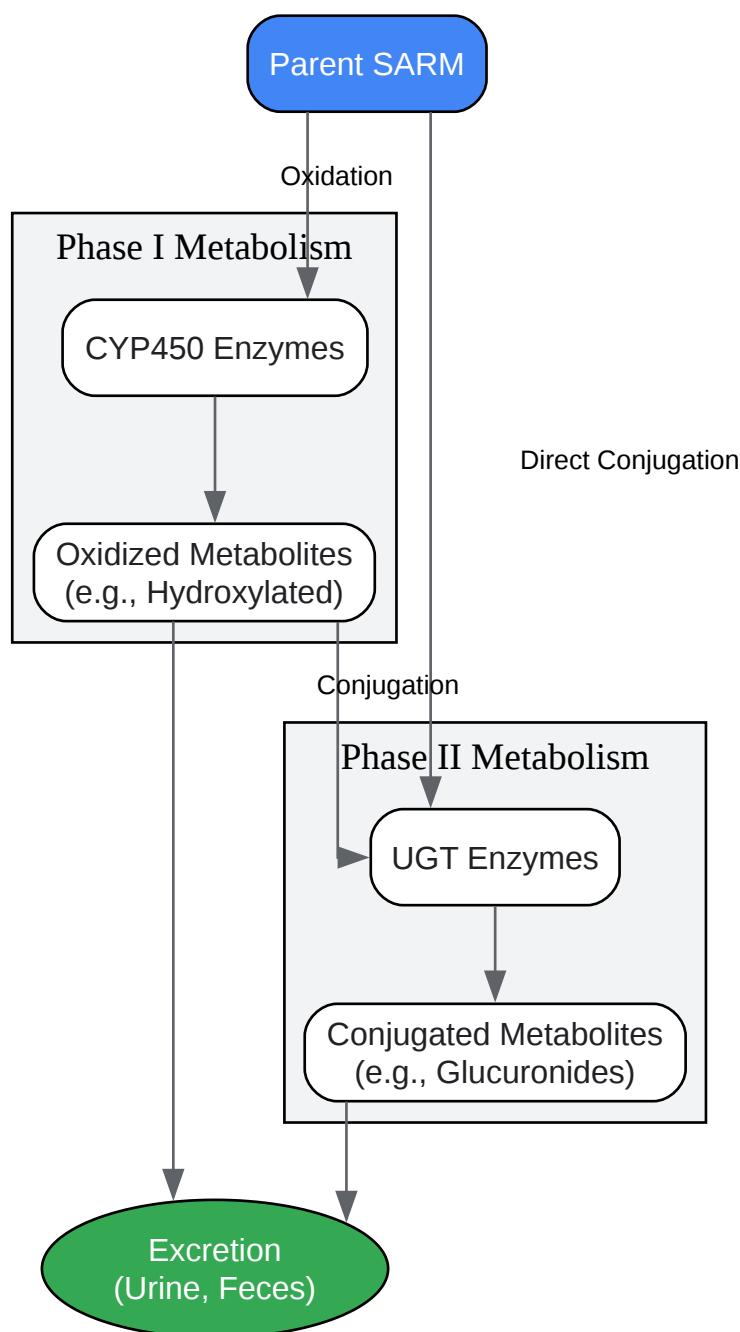 Parent SARM
Oxidation
Phase I Metabolism
CYP450 Enzymes
Direct Conjugation
Oxidized Metabolites
(e.g., Hydroxylated)
Conjugation
Phase II Metabolism
UGT Enzymes
Conjugated Metabolites
(e.g., Glucuronides)
Excretion
(Urine, Feces)